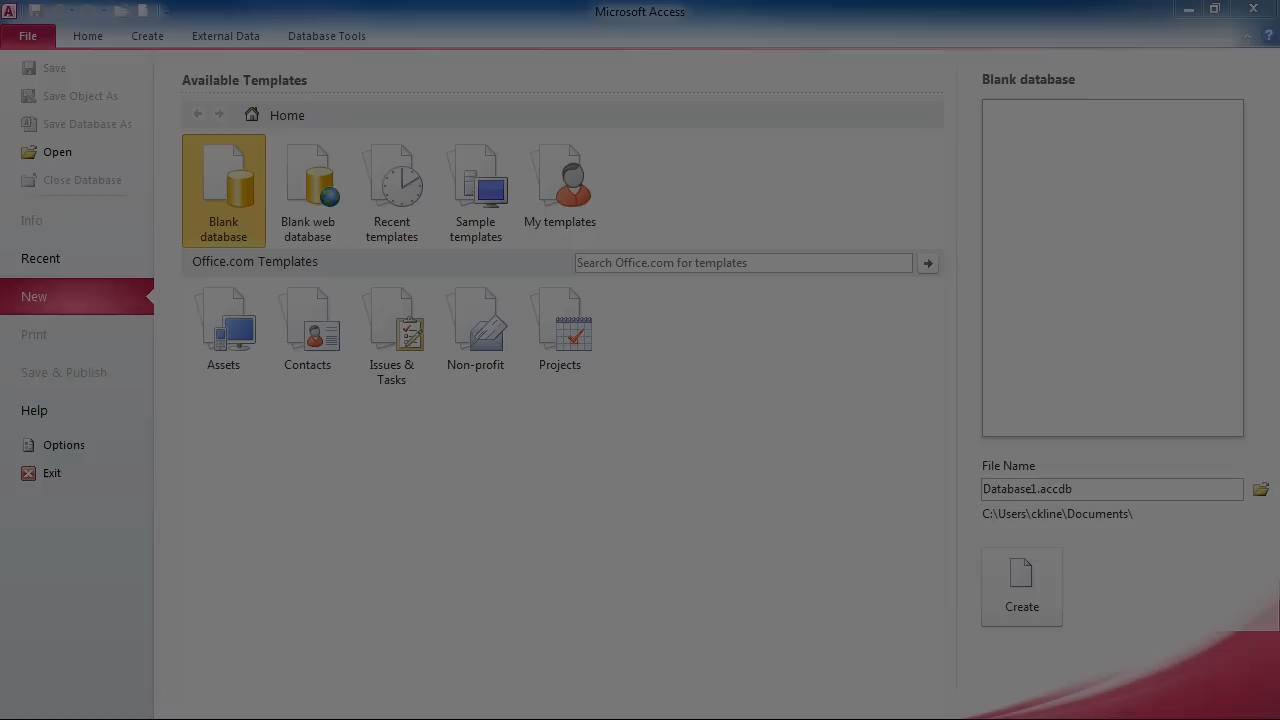 Microsoft Access
File
Home
Create
External Data
Database Tools
Save
Save Object As
Save Database As
Open
Close Database
Info
Recent
New
Print
Save & Publish
Help
Options
Exit
Available Templates
Home
Blank
database
Blank web
database
Recent
templates
Sample
templates
My templates
Office.com Templates
Search Office.com for templates
Assets
Contacts
Issues &
Tasks
Non-profit
Projects
Blank database
File Name
Database1.accdb
C:\Users\ckline\Documents\
Create